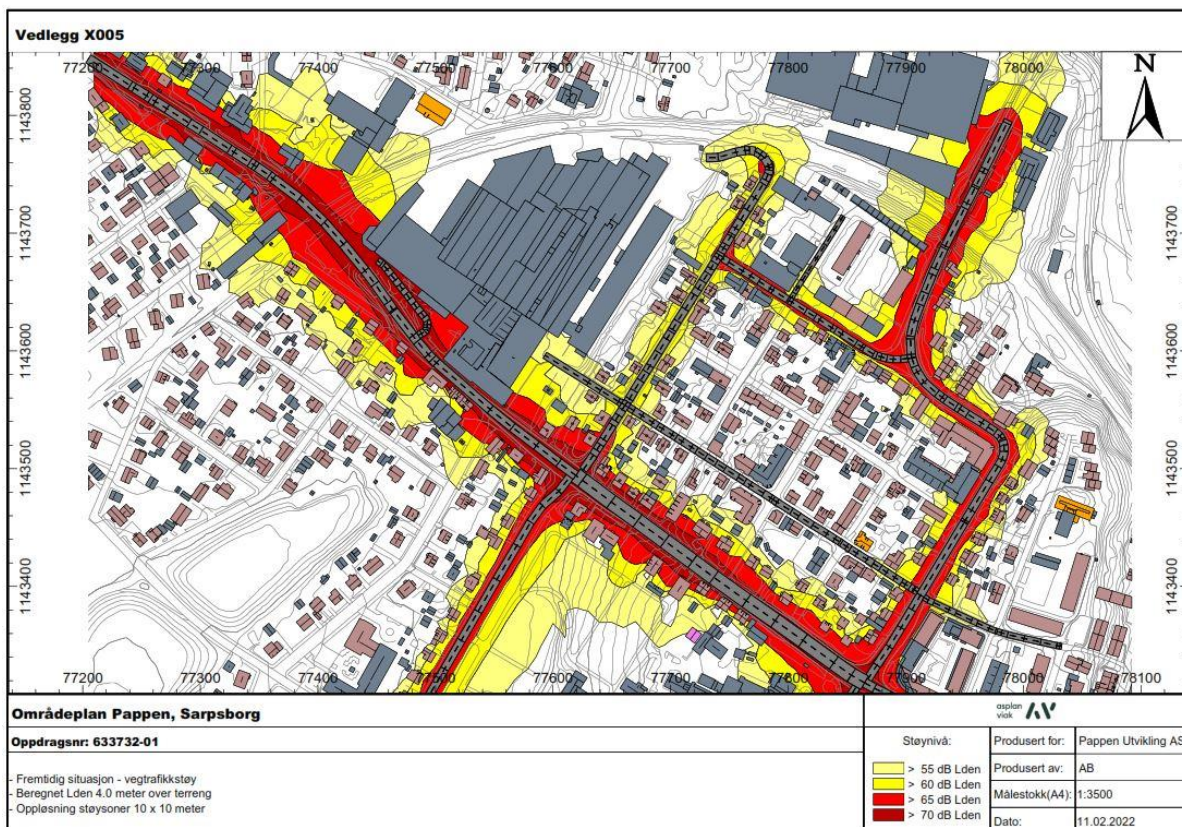 Vedlegg X005
77200 77300 77400 77500 77600 77700 77800 77900 78000
N
1143800
1143800
1143700
1143700
1143600
1143600
1143500
1143500
1143400
1143400
77200 77300 77400 77500 77600 77700 77800 77900 78000 78100
Områdeplan Pappen, Sarpsborg
Oppdragsnr: 633732-01
- Fremtidig situasjon - vegtrafikkstøy
- Beregnet Lden 4.0 meter over terreng
- Oppløsning støysoner 10 x 10 meter
asplan
viak
Støynivå:
> 55 dB Lden
> 60 dB Lden
> 65 dB Lden
> 70 dB Lden
Produsert for: Pappen Utvikling AS
Produsert av: AB
Målestokk(A4): 1:3500
Dato: 11.02.2022